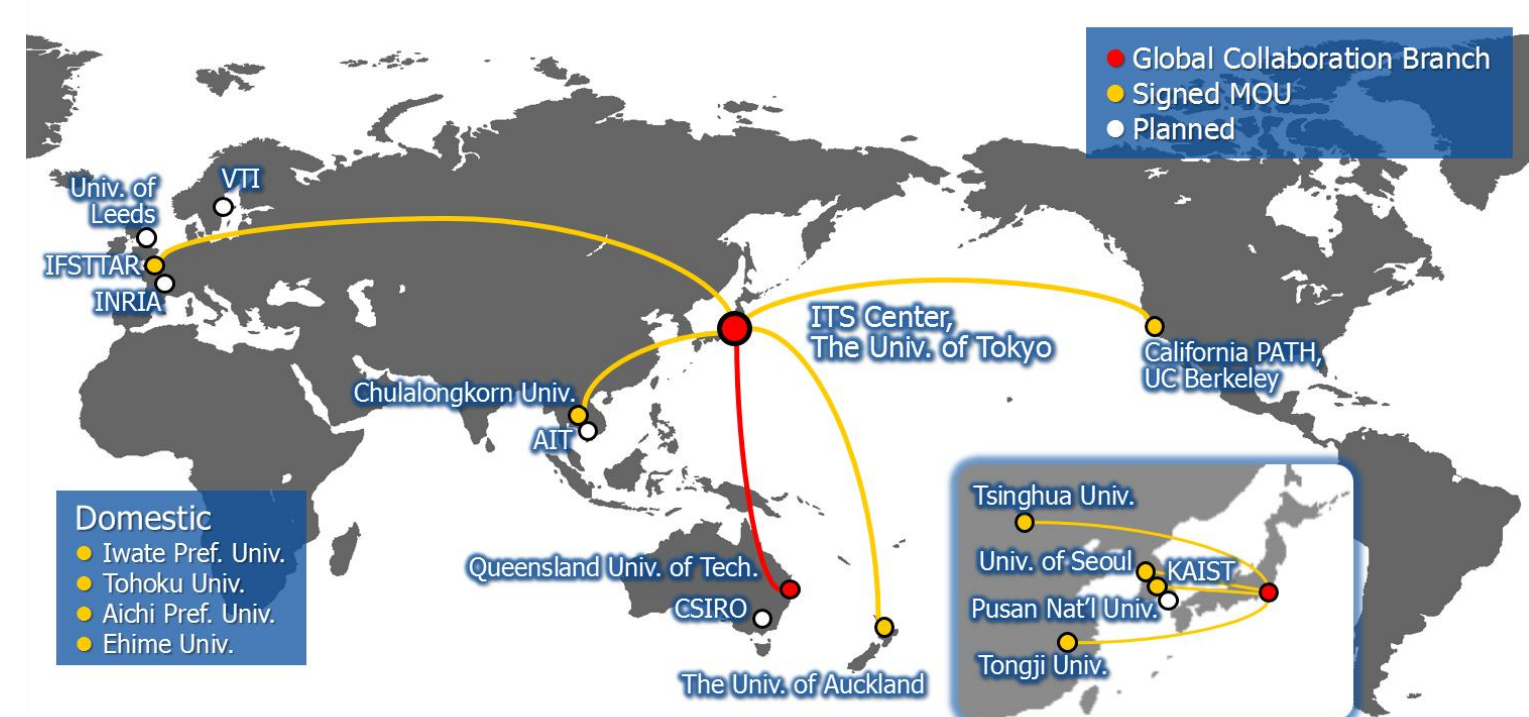 Global Collaboration Branch
Signed MOU
Planned
VTI
Univ. of
Leeds
IFSTTAR
INRIA
ITS Center,
The Univ. of Tokyo
California PATH,
UC Berkeley
Chulalongkorn Univ.
AIT
Domestic
Iwate Pref. Univ.
Tohoku Univ.
Aichi Pref. Univ.
Ehime Univ.
Queensland Univ. of Tech.
CSIRO
The Univ. of Auckland
Tsinghua Univ.
Univ. of Seoul
KAIST
Pusan Nat’l Univ.
Tongji Univ.